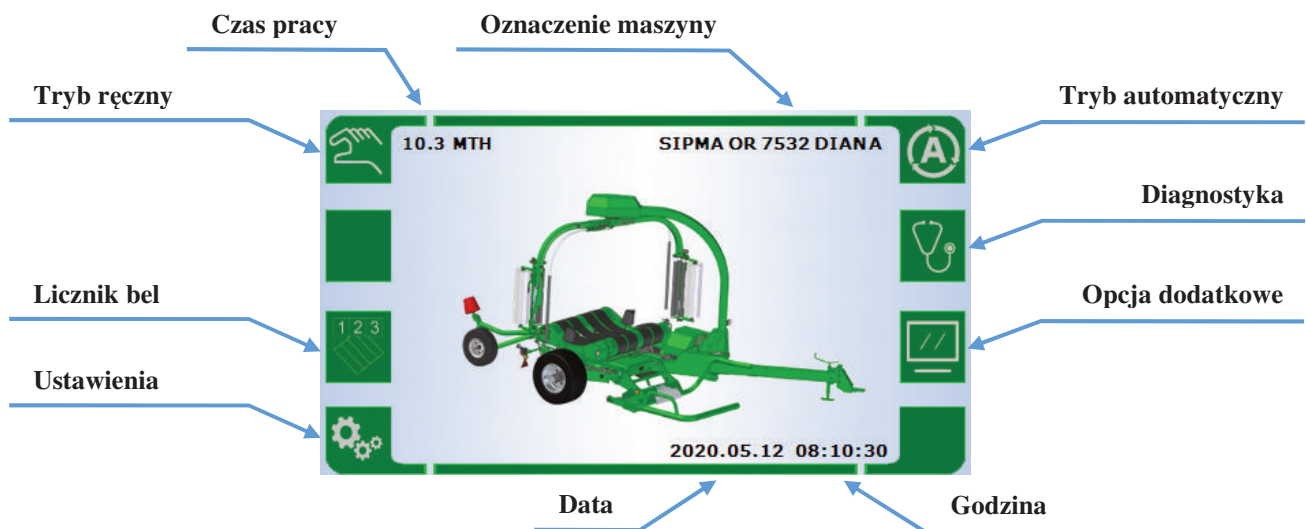 Czas pracy
Oznaczenie maszyny
Tryb ręczny
Tryb automatyczny
10.3 MTH
SIPMA OR 7532 DIANA
A
Diagnostyka
Licznik bel
Opcja dodatkowe
1 2 3
Ustawienia
2020.05.12 08:10:30
Data
Godzina